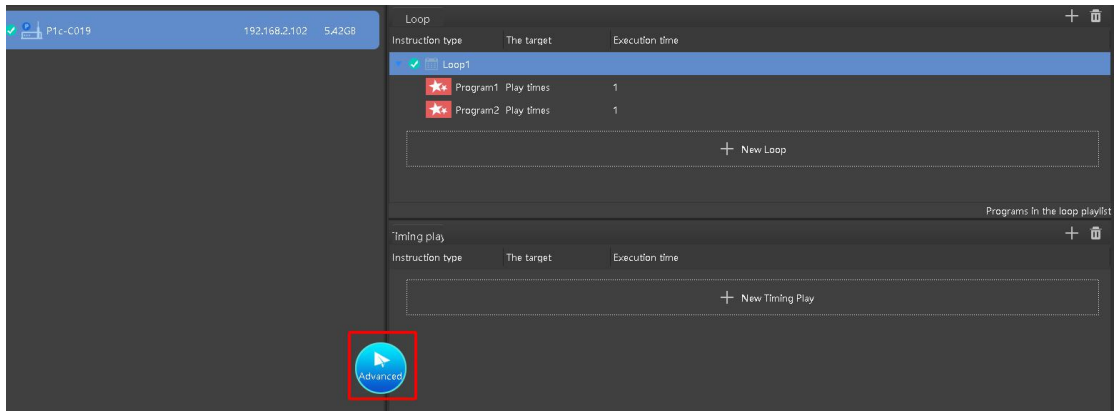 P1c-C019 192.168.2.102 5.42GB
Loop
Instruction type The target Execution time
Loop1
Program1 Play times 1
Program2 Play times 1
New Loop
Programs in the loop playlist
Timing play
Instruction type The target Execution time
New Timing Play
Advanced